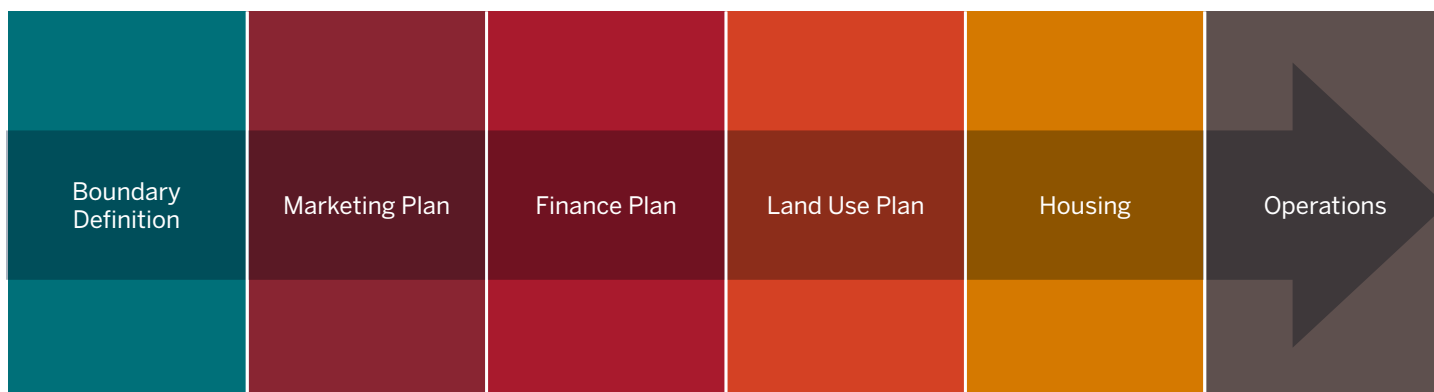 Boundary
Definition
Marketing Plan
Finance Plan
Land Use Plan
Housing
Operations